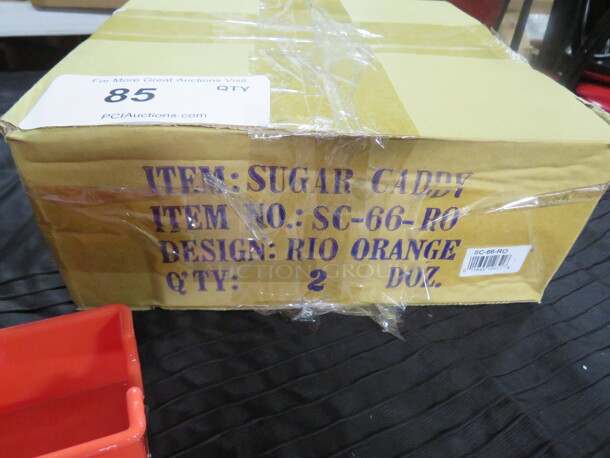 For More Great Auctions Visit
85 QTY
PCIAuctions.com
ITEM: SUGAR CADDY
ITEM NO.: SC-66-RO
DESIGN: RIO ORANGE
Q'TY: 2 DOZ.
SC-66-RO